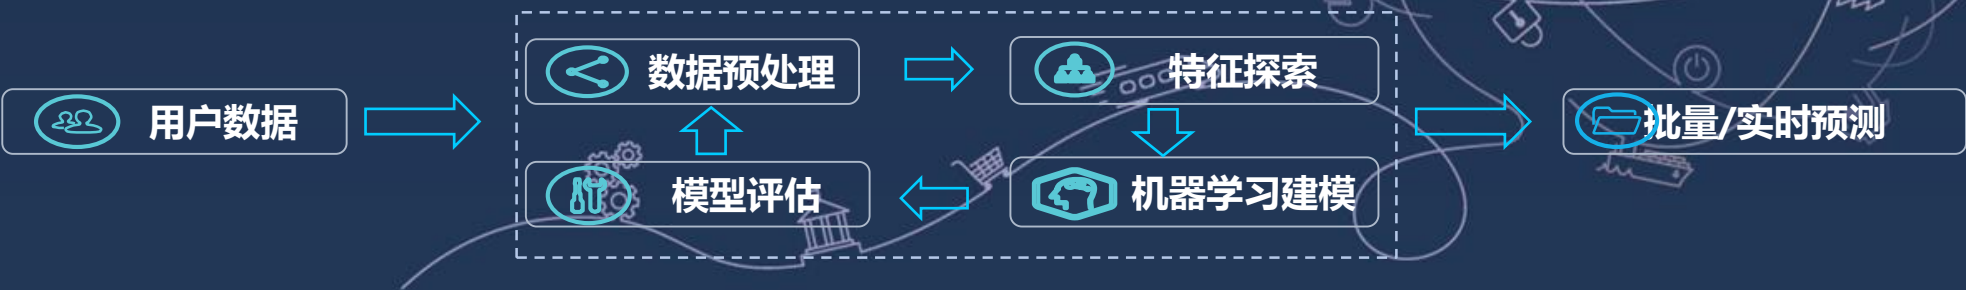 用户数据
数据预处理
特征探索
机器学习建模
模型评估
批量/实时预测